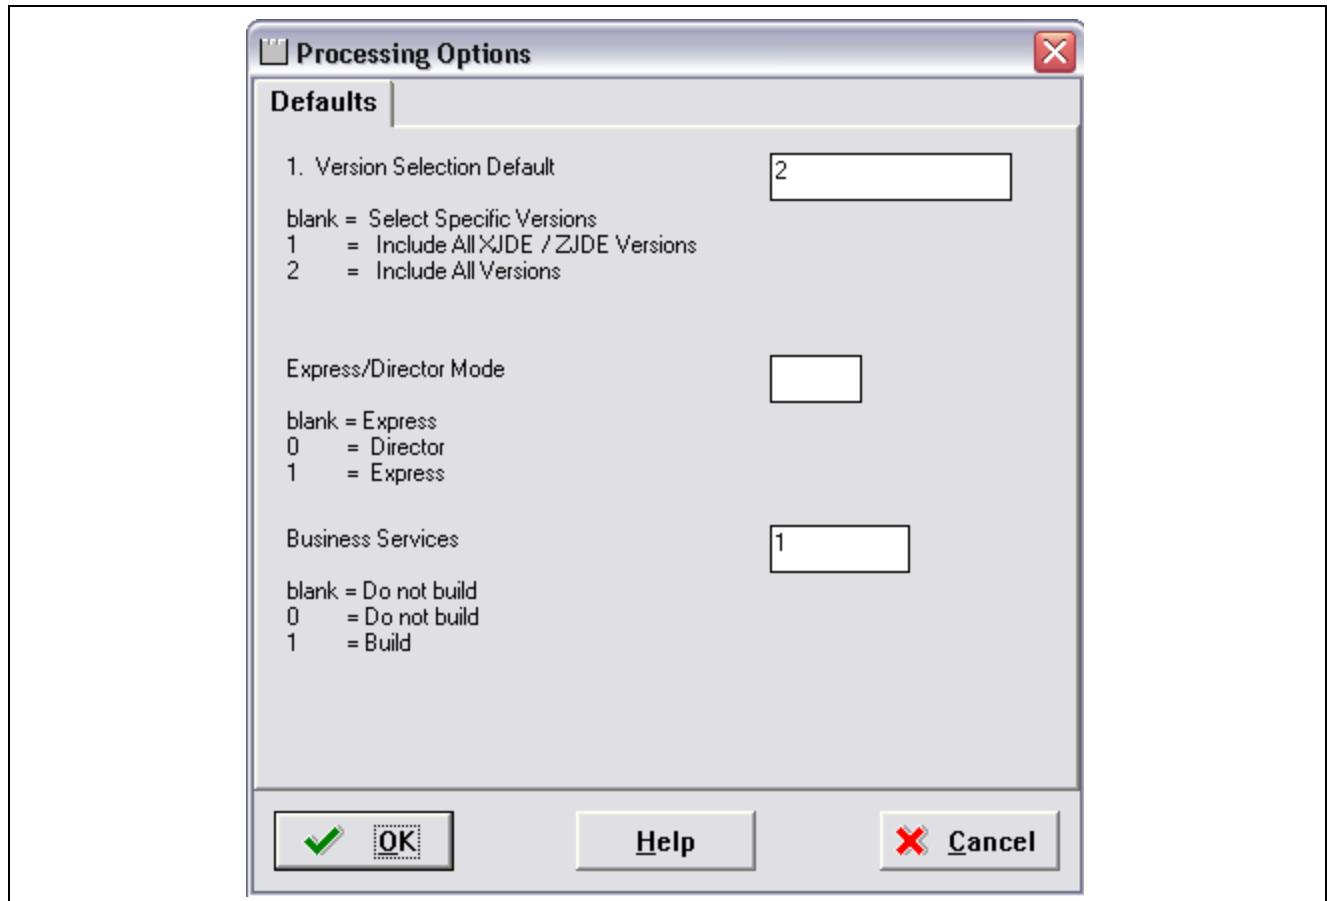 Processing Options
Defaults
1. Version Selection Default 2
blank = Select Specific Versions
1 = Include All XJDE / ZJDE Versions
2 = Include All Versions
Express/Director Mode
blank = Express
0 = Director
1 = Express
Business Services 1
blank = Do not build
0 = Do not build
1 = Build
OK Help Cancel